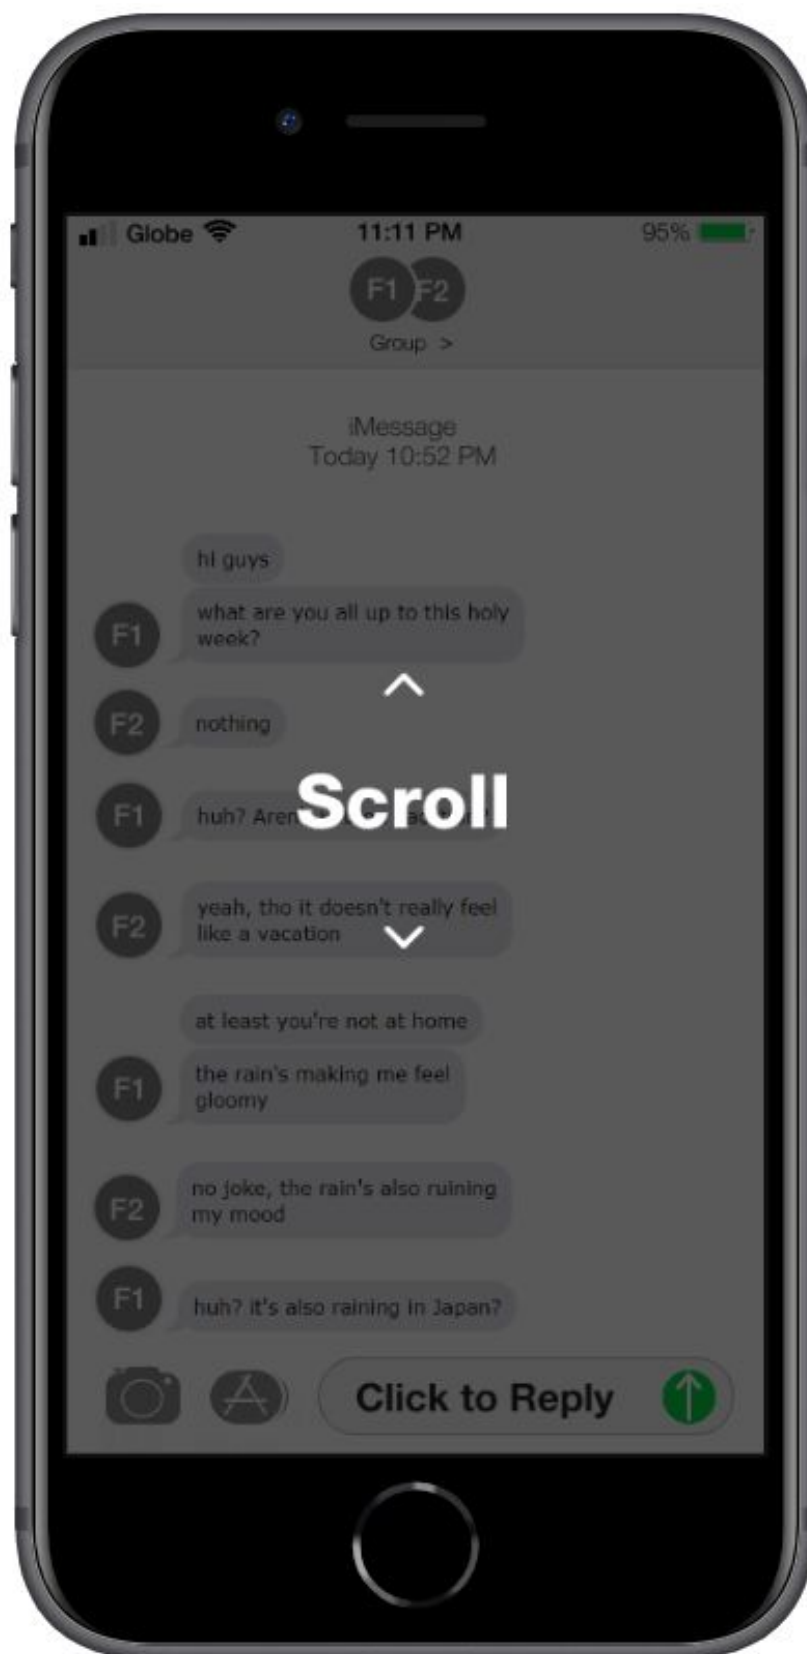 Globe 11:11 PM 95%
F1 F2
Group >
iMessage
Today 10:52 PM
hi guys
F1 what are you all up to this holy
week?
F2 nothing
Scroll
F1 huh?
F2 yeah, tho it doesn't really feel
like a vacation
at least you're not at home
F1 the rain's making me feel
gloomy
F2 no joke, the rain's also ruining
my mood
F1 huh? it's also raining in Japan?
Click to Reply